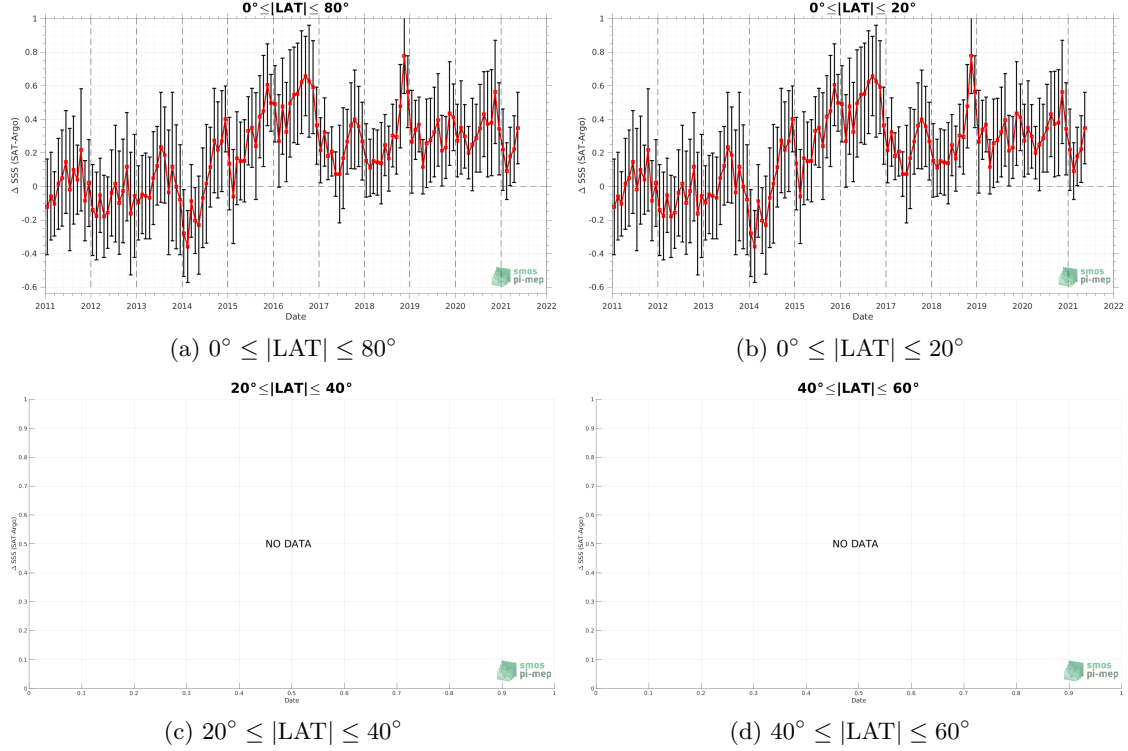 0°≤|LAT|≤ 80°
1
0.8
0.6
0.4
0.2
0
-0.2
-0.4
-0.6
Δ SSS (SAT-Argo)
2011 2012 2013 2014 2015 2016 2017 2018 2019 2020 2021 2022
Date
smos
pi-mep
(a) 0° ≤ |LAT| ≤ 80°
0°≤|LAT|≤ 20°
1
0.8
0.6
0.4
0.2
0
-0.2
-0.4
-0.6
Δ SSS (SAT-Argo)
2011 2012 2013 2014 2015 2016 2017 2018 2019 2020 2021 2022
Date
smos
pi-mep
(b) 0° ≤ |LAT| ≤ 20°
20°≤|LAT|≤ 40°
1
0.9
0.8
0.7
0.6
0.5
0.4
0.3
0.2
0.1
0
Δ SSS (SAT-Argo)
NO DATA
0 0.1 0.2 0.3 0.4 0.5 0.6 0.7 0.8 0.9 1
Date
smos
pi-mep
(c) 20° ≤ |LAT| ≤ 40°
40°≤|LAT|≤ 60°
1
0.9
0.8
0.7
0.6
0.5
0.4
0.3
0.2
0.1
0
Δ SSS (SAT-Argo)
NO DATA
0 0.1 0.2 0.3 0.4 0.5 0.6 0.7 0.8 0.9 1
Date
smos
pi-mep
(d) 40° ≤ |LAT| ≤ 60°